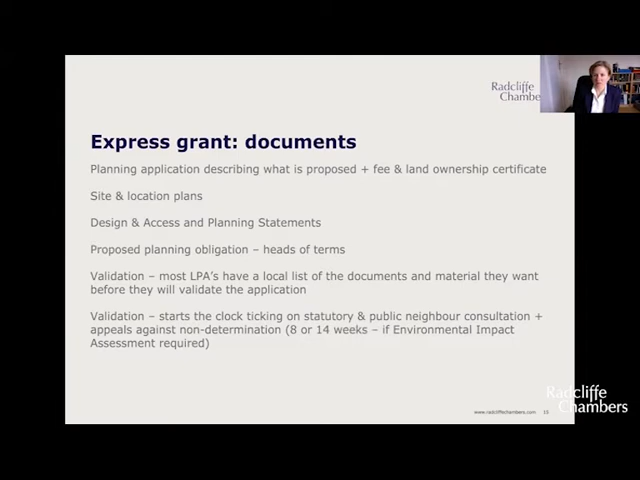 Radcliffe
Chambers
Express grant: documents
Planning application describing what is proposed + fee & land ownership certificate
Site & location plans
Design & Access and Planning Statements
Proposed planning obligation – heads of terms
Validation – most LPA's have a local list of the documents and material they want
before they will validate the application
Validation – starts the clock ticking on statutory & public neighbour consultation +
appeals against non-determination (8 or 14 weeks – if Environmental Impact
Assessment required)
Radcliffe
Chambers
www.radcliffechambers.com